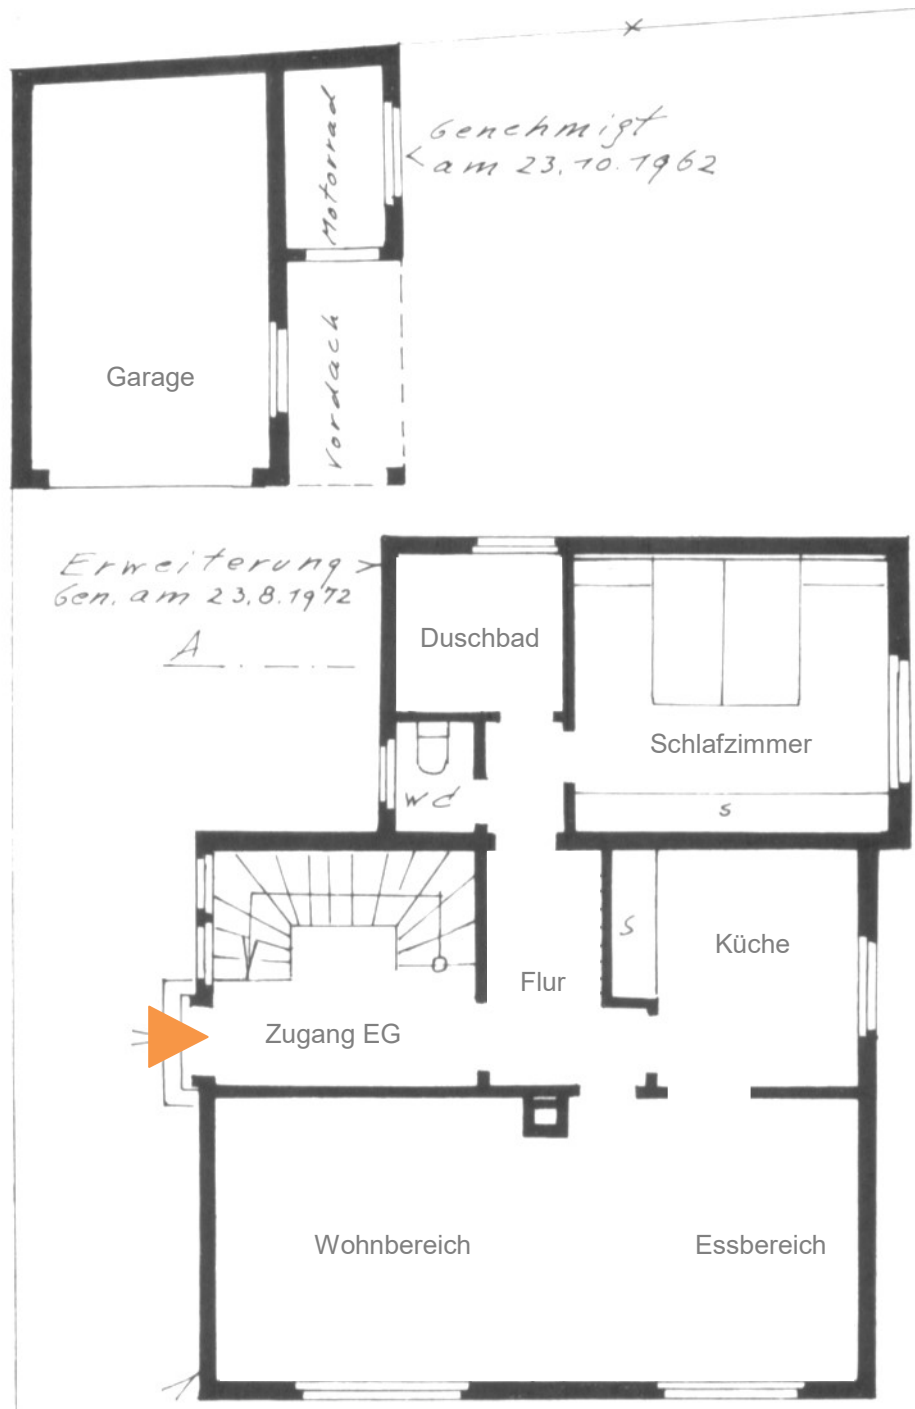 Motorrad
Genehmigt
am 23.10.1962
Vordach
Garage
Erweiterung
Gen. am 23.8.1972
A
Duschbad
Schlafzimmer
WC
S
S
Küche
Flur
Zugang EG
Wohnbereich
Essbereich